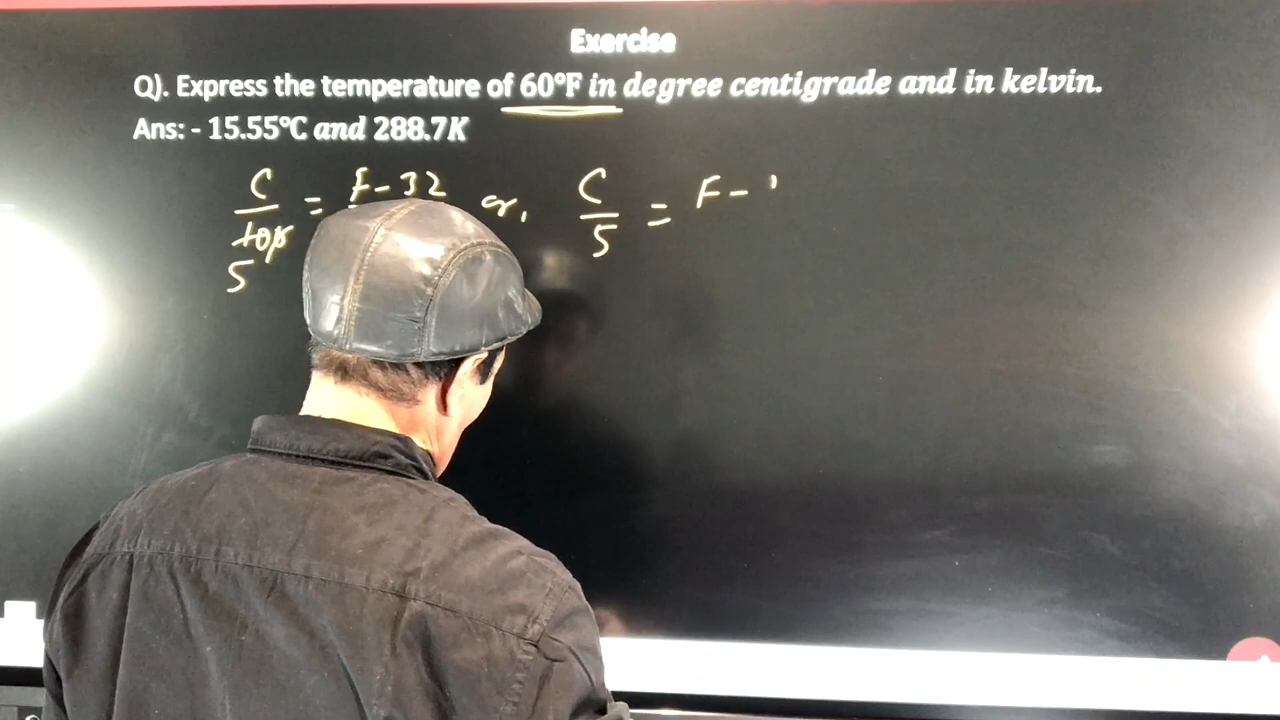 Exercise
Q). Express the temperature of 60°F in degree centigrade and in kelvin.
Ans: - 15.55°C and 288.7K
C = F - 32 or, C = F -
100 5
5